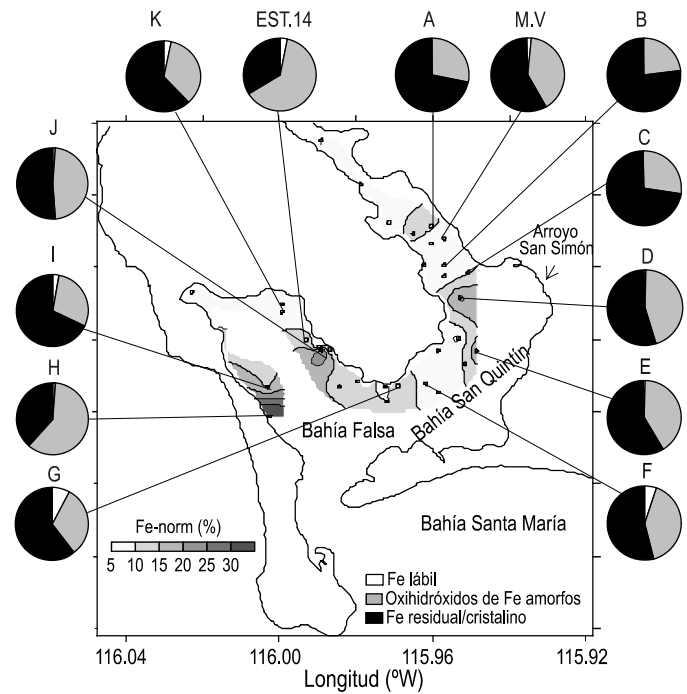 K
EST.14
A
M.V
B
J
C
Arroyo
San Simón
I
D
H
E
Bahía San Quintín
Bahía Falsa
G
F
Bahía Santa María
Fe-norm (%)
5 10 15 20 25 30
Fe lábil
Oxihidróxidos de Fe amorfos
Fe residual/cristalino
116.04 116.00 115.96 115.92
Longitud (ºW)